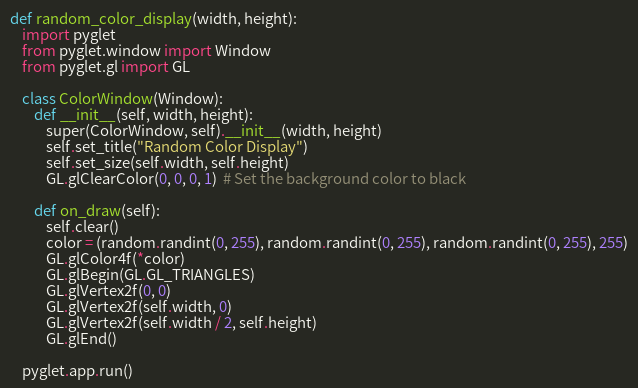 def random_color_display(width, height):
    import pyglet
    from pyglet.window import Window
    from pyglet.gl import GL

    class ColorWindow(Window):
        def __init__(self, width, height):
            super(ColorWindow, self).__init__(width, height)
            self.set_title("Random Color Display")
            self.set_size(self.width, self.height)
            GL.glClearColor(0, 0, 0, 1)  # Set the background color to black

        def on_draw(self):
            self.clear()
            color = (random.randint(0, 255), random.randint(0, 255), random.randint(0, 255), 255)
            GL.glColor4f(*color)
            GL.glBegin(GL.GL_TRIANGLES)
            GL.glVertex2f(0, 0)
            GL.glVertex2f(self.width, 0)
            GL.glVertex2f(self.width / 2, self.height)
            GL.glEnd()

    pyglet.app.run()